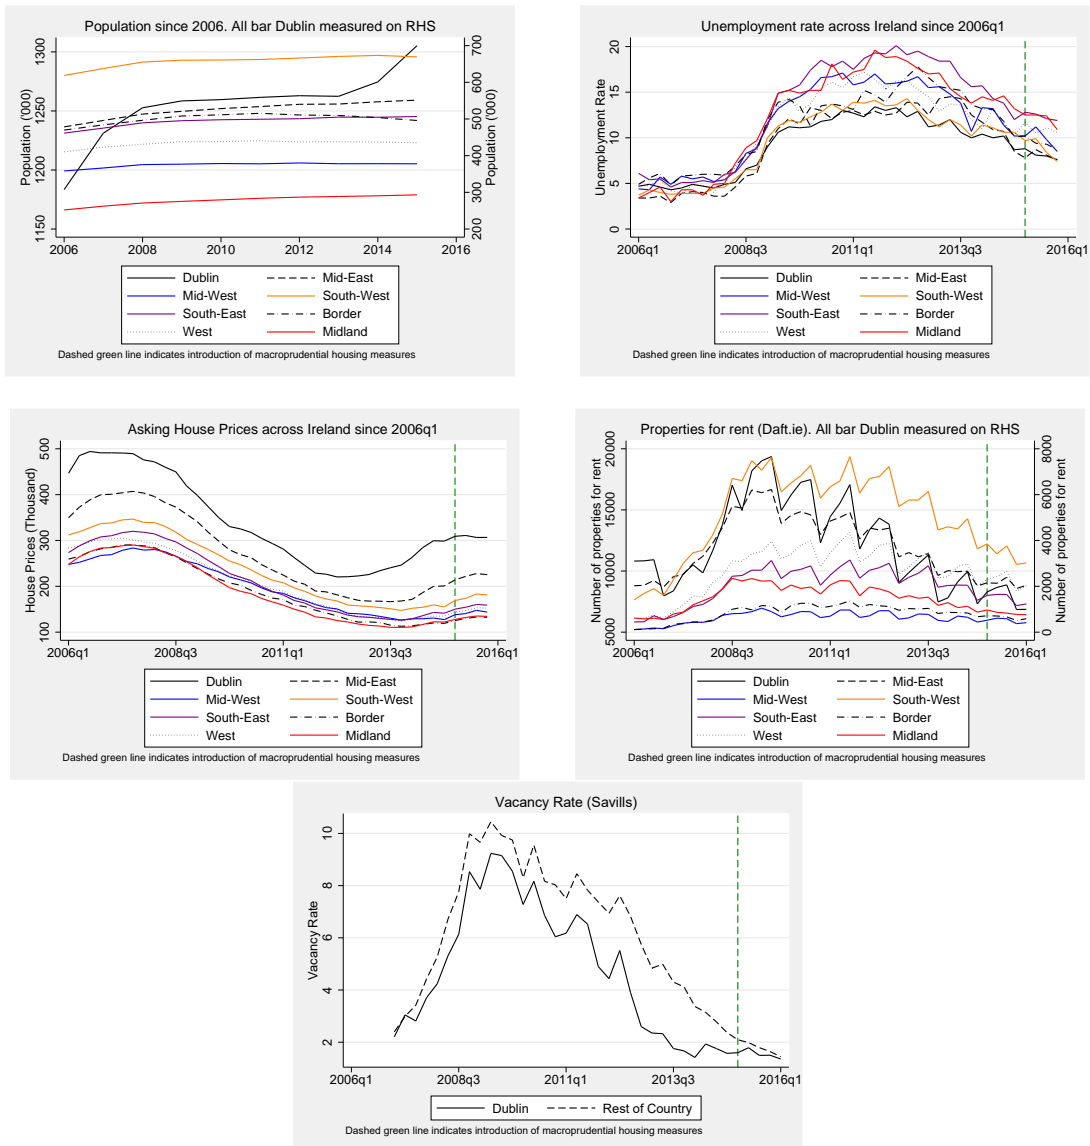 Population since 2006. All bar Dublin measured on RHS
Population ('000)
1150 1200 1250 1300
Population ('000)
200 300 400 500 600 700
2006 2008 2010 2012 2014 2016
Dublin Mid-East
Mid-West South-West
South-East Border
West Midland
Dashed green line indicates introduction of macroprudential housing measures
Unemployment rate across Ireland since 2006q1
Unemployment Rate
0 5 10 15 20
2006q1 2008q3 2011q1 2013q3 2016q1
Dublin Mid-East
Mid-West South-West
South-East Border
West Midland
Dashed green line indicates introduction of macroprudential housing measures
Asking House Prices across Ireland since 2006q1
House Prices (Thousand)
100 200 300 400 500
2006q1 2008q3 2011q1 2013q3 2016q1
Dublin Mid-East
Mid-West South-West
South-East Border
West Midland
Dashed green line indicates introduction of macroprudential housing measures
Properties for rent (Daft.ie). All bar Dublin measured on RHS
Number of properties for rent
5000 10000 15000 20000
Number of properties for rent
0 2000 4000 6000 8000
2006q1 2008q3 2011q1 2013q3 2016q1
Dublin Mid-East
Mid-West South-West
South-East Border
West Midland
Dashed green line indicates introduction of macroprudential housing measures
Vacancy Rate (Savills)
Vacancy Rate
2 4 6 8 10
2006q1 2008q3 2011q1 2013q3 2016q1
Dublin Rest of Country
Dashed green line indicates introduction of macroprudential housing measures